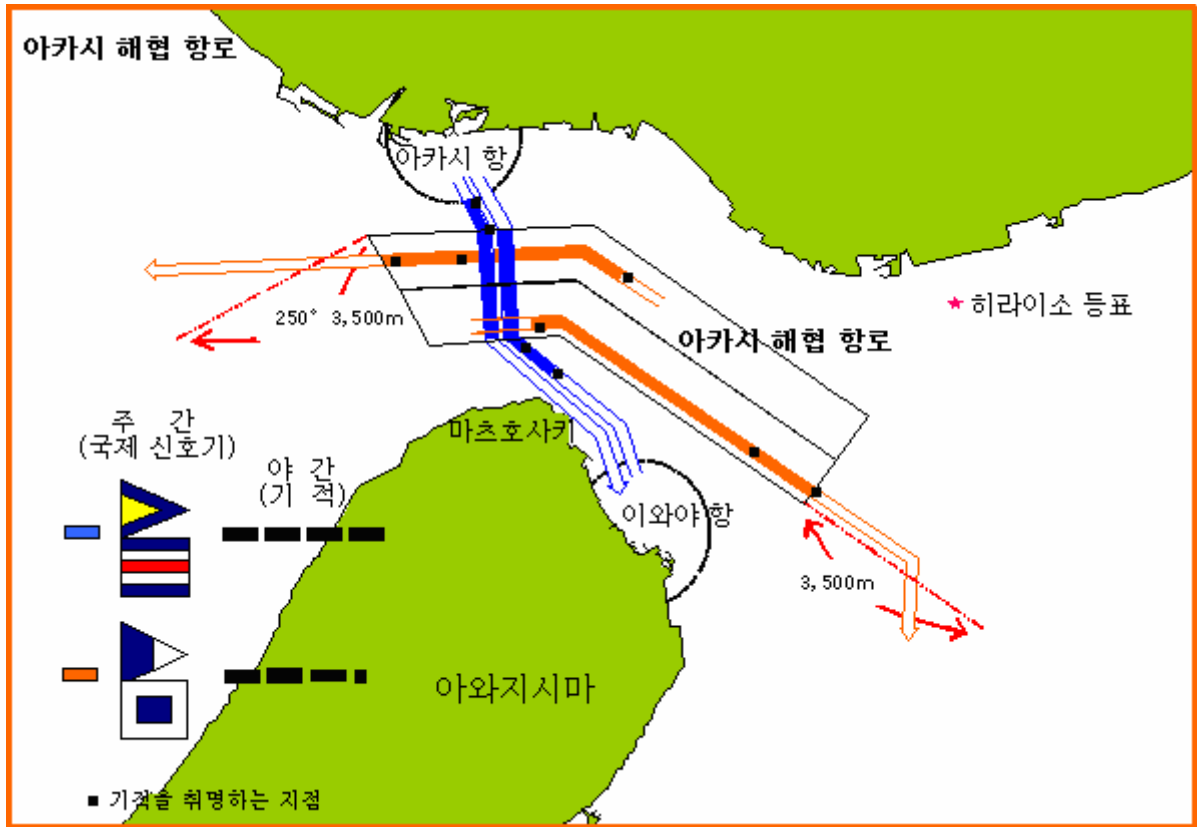 아카시 해협 항로
아카시 항
250° 3,500m
★ 히라이소 등표
아카시 해협 항로
주 간
(국제 신호기)
야 간
(기 적)
마츠호사키
이와야 항
3,500m
아와지시마
■ 기적을 취명하는 지점